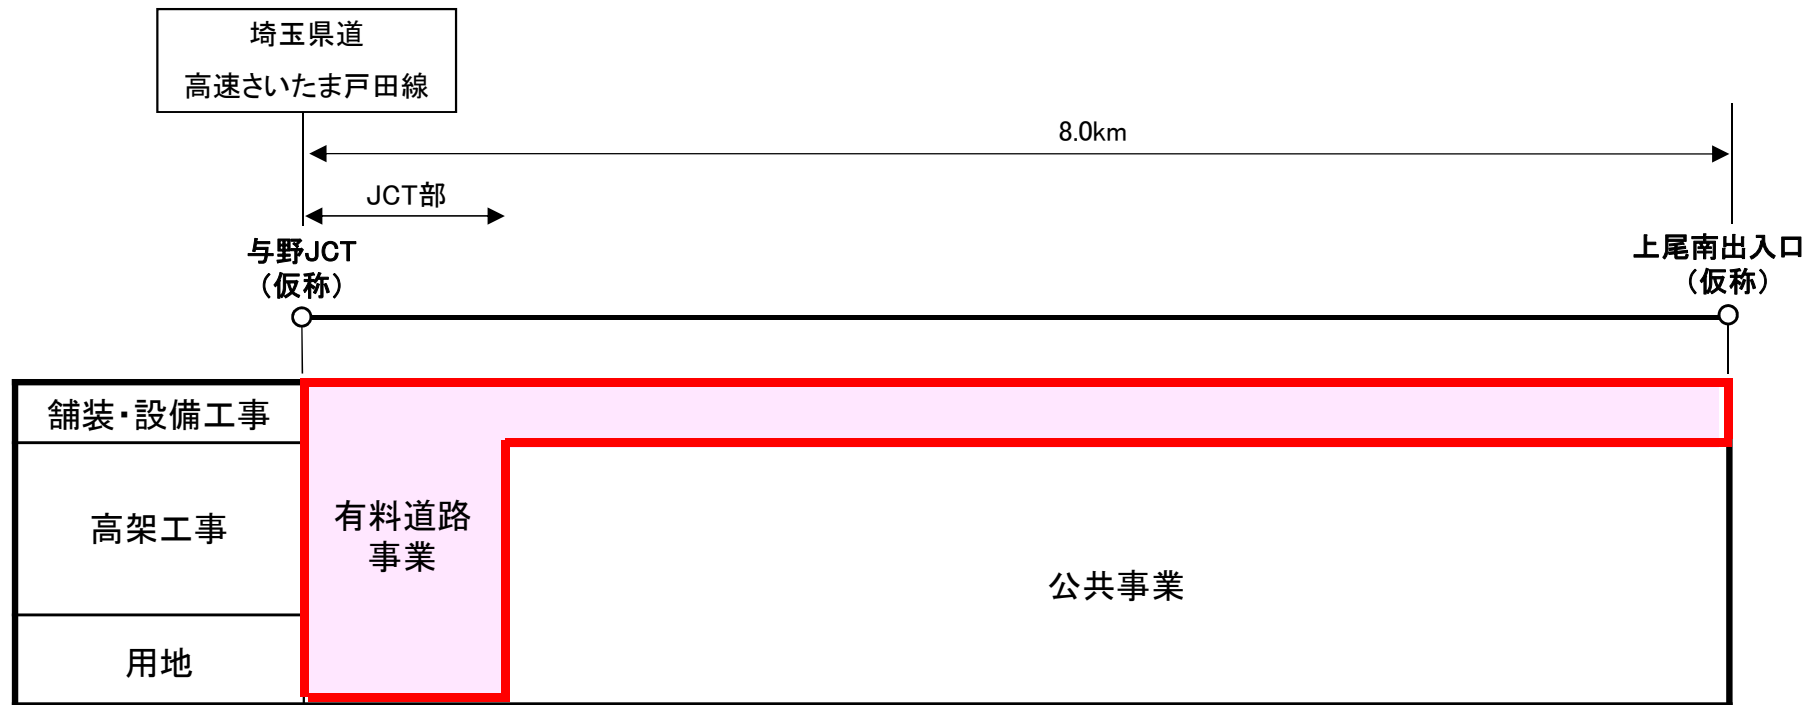 埼玉県道
高速さいたま戸田線
8.0km
JCT部
与野JCT
（仮称）
上尾南出入口
（仮称）
舗装・設備工事
高架工事
有料道路
事業
公共事業
用地